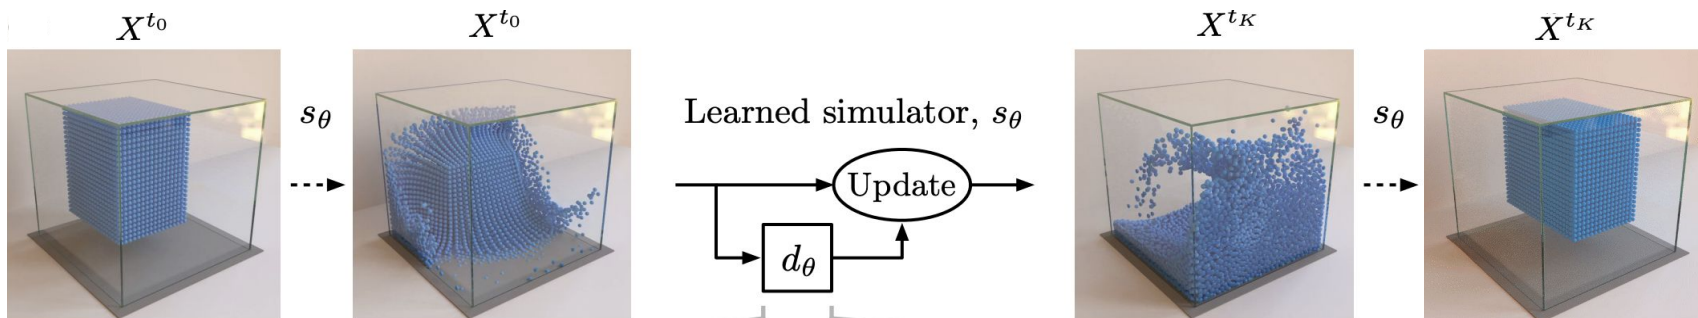 X^{t_0}
s_θ
X^{t_0}
Learned simulator, s_θ
Update
d_θ
X^{t_K}
s_θ
X^{t_K}